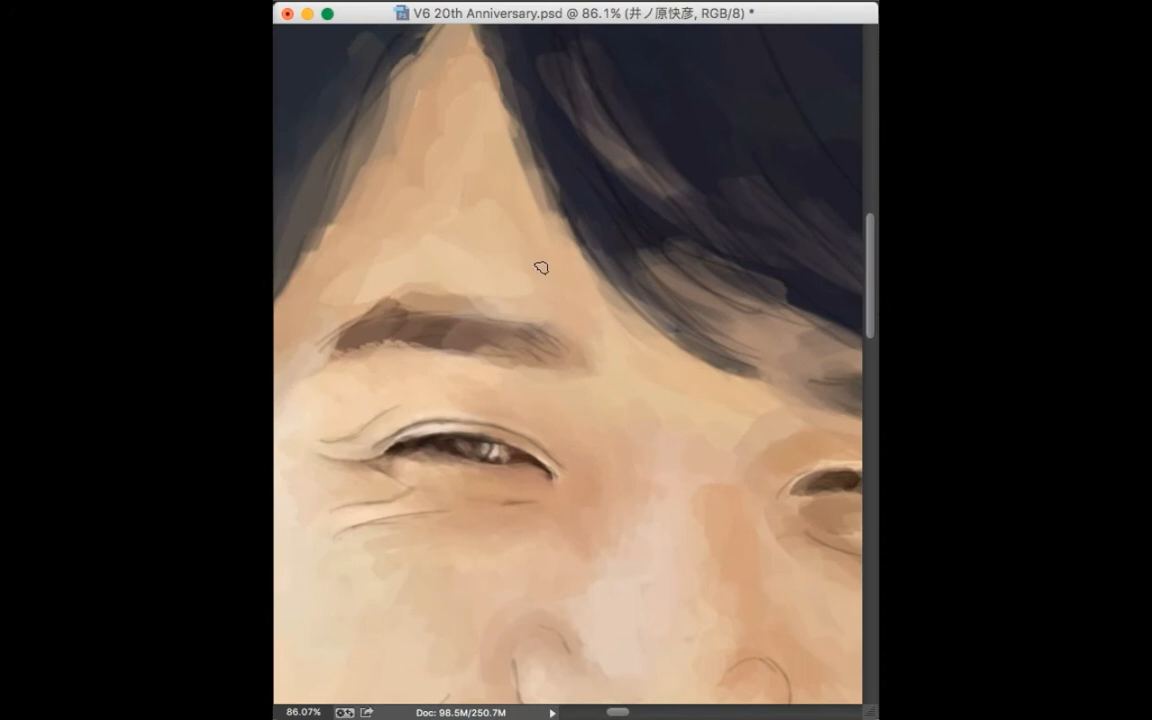 V6 20th Anniversary.psd @ 86.1% (井ノ原快彦, RGB/8) *
86.07% Doc: 98.5M/250.7M